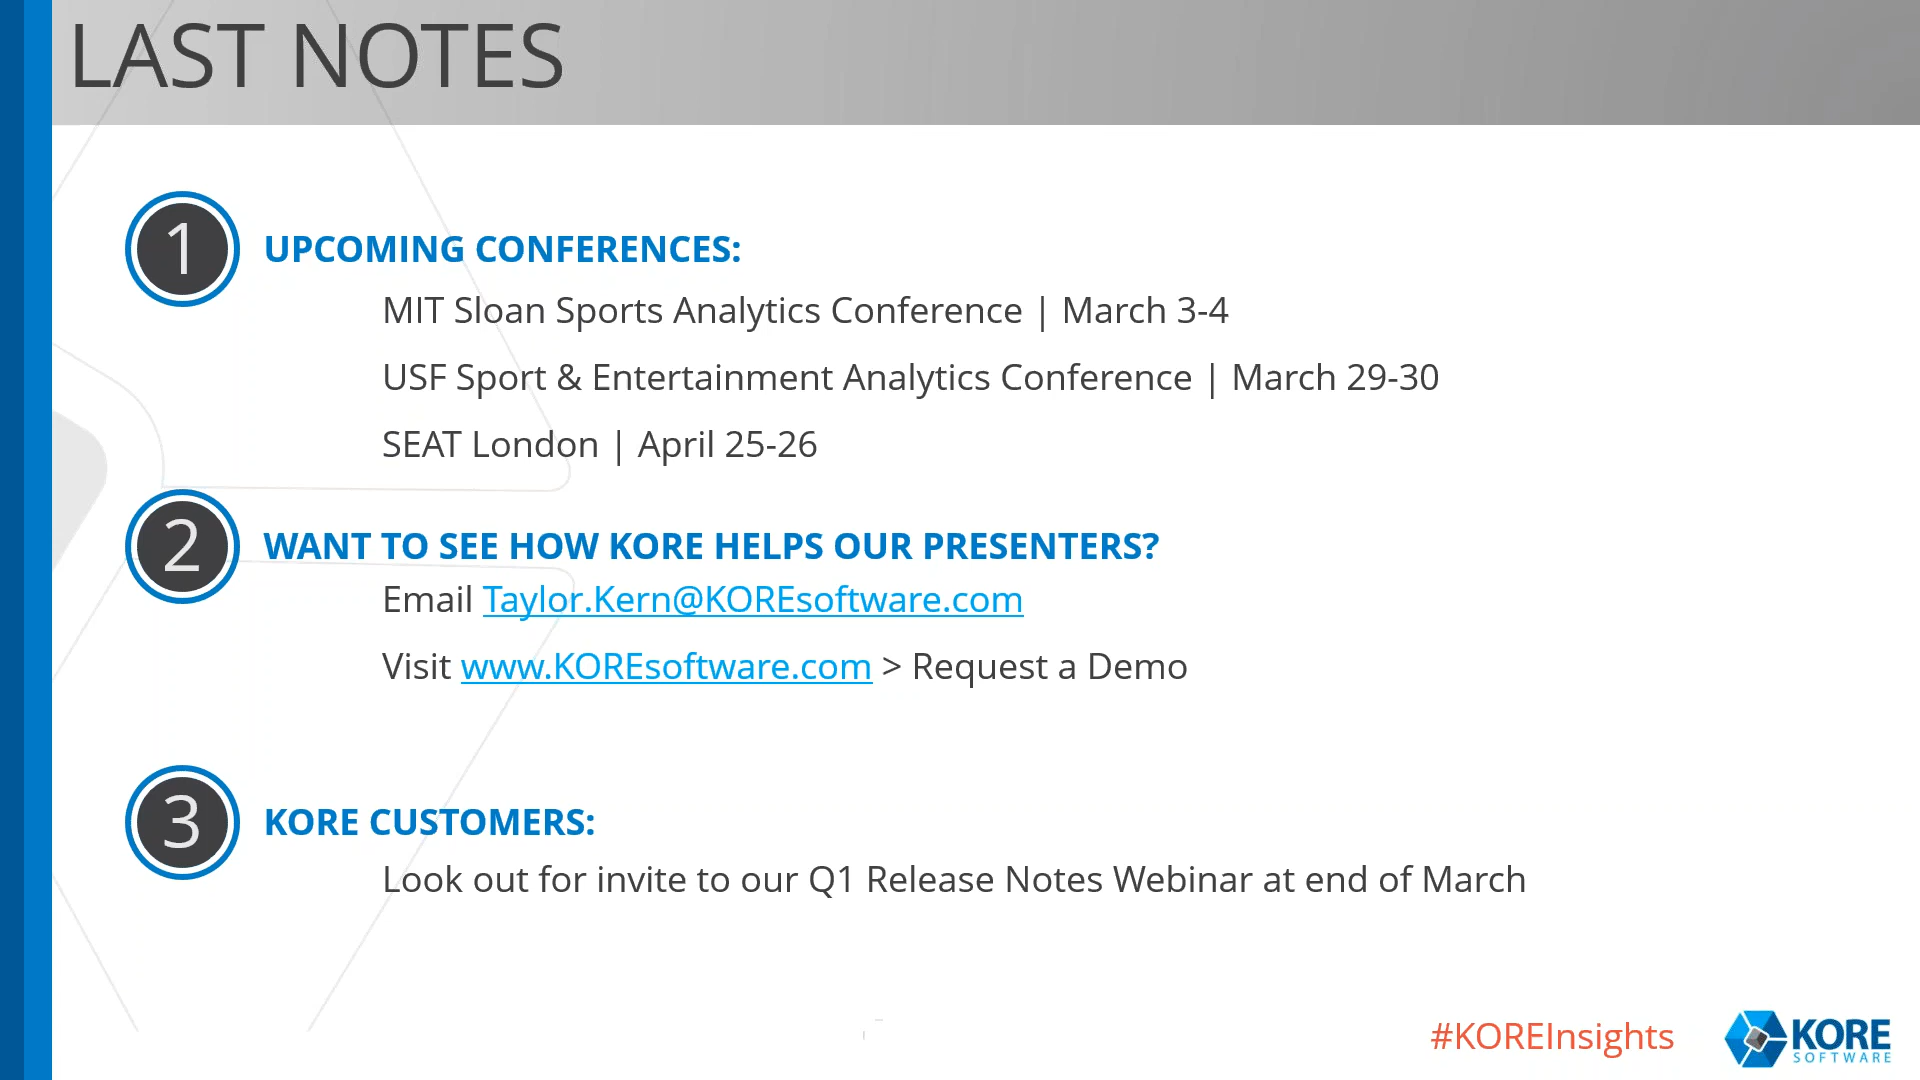 LAST NOTES
1
UPCOMING CONFERENCES:
MIT Sloan Sports Analytics Conference | March 3-4
USF Sport & Entertainment Analytics Conference | March 29-30
SEAT London | April 25-26
2
WANT TO SEE HOW KORE HELPS OUR PRESENTERS?
Email Taylor.Kern@KOREsoftware.com
Visit www.KOREsoftware.com > Request a Demo
3
KORE CUSTOMERS:
Look out for invite to our Q1 Release Notes Webinar at end of March
#KOREInsights
KORE
SOFTWARE